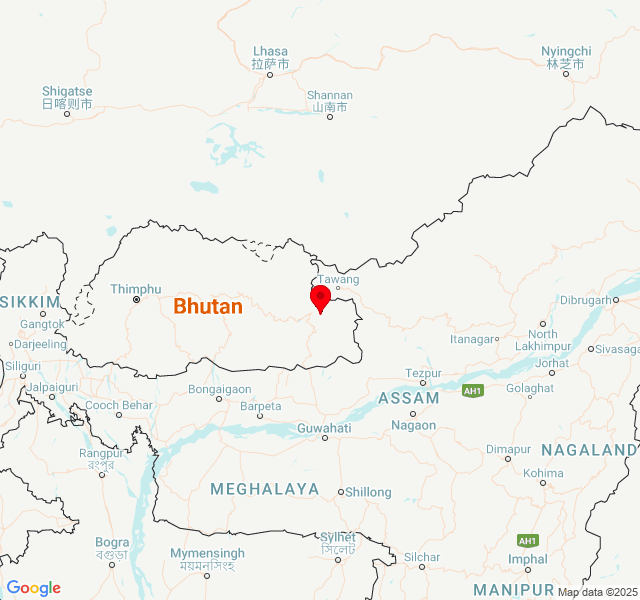 Lhasa
拉萨市
Nyingchi
林芝市
Shigatse
日喀则市
Shannan
山南市
Tawang
Thimphu
Bhutan
SIKKIM
Gangtok
Darjeeling
Siliguri
Jalpaiguri
Cooch Behar
Bongaigaon
Barpeta
Guwahati
Tezpur
ASSAM
AH1
Nagaon
Itanagar
North
Lakhimpur
Dibrugarh
Sivasagar
Jorhat
Golaghat
Dimapur
NAGALAND
Kohima
Rangpur
রংপুর
MEGHALAYA
Shillong
Bogra
বগুড়া
Mymensingh
ময়মনসিংহ
Sylhet
সিলেট
Silchar
AH1
Imphal
MANIPUR
Google
Map data ©2025